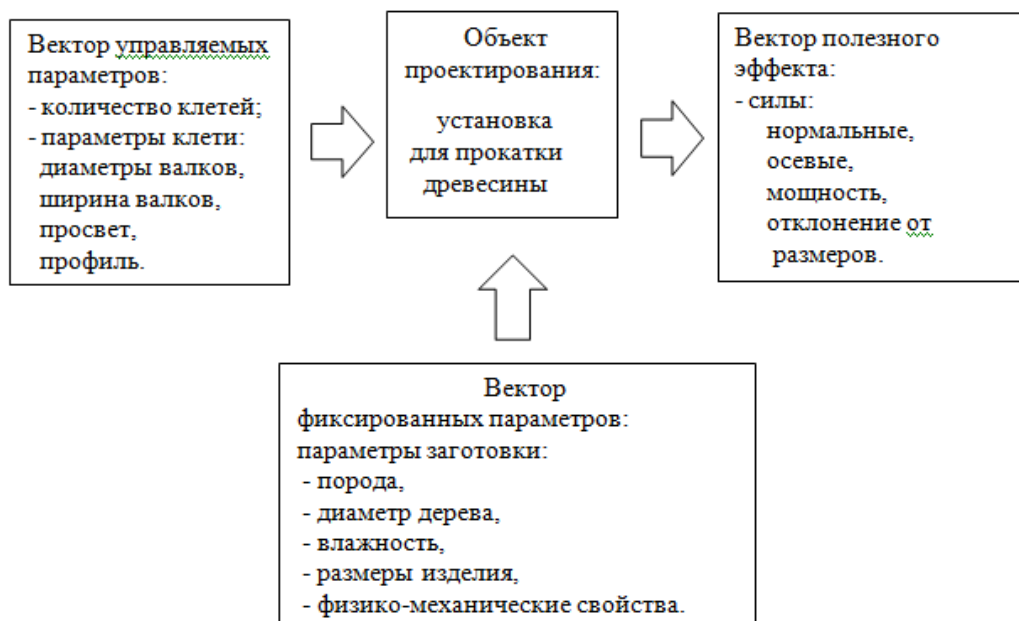 Вектор управляемых
параметров:
- количество клетей;
- параметры клети:
диаметры валков,
ширина валков,
просвет,
профиль.
Объект
проектирования:
установка
для прокатки
древесины
Вектор полезного
эффекта:
- силы:
нормальные,
осевые,
мощность,
отклонение от
размеров.
Вектор
фиксированных параметров:
параметры заготовки:
- порода,
- диаметр дерева,
- влажность,
- размеры изделия,
- физико-механические свойства.